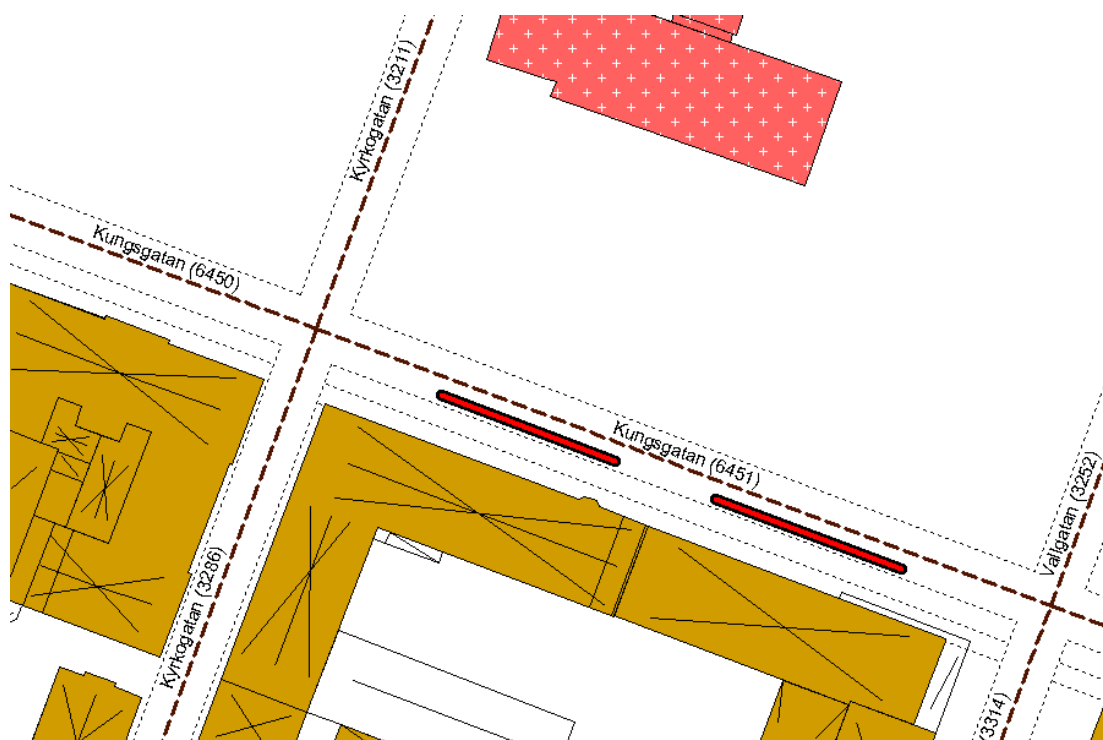 Kyrkogatan (3211)
Kungsgatan (6450)
Kungsgatan (6451)
Vallgatan (3252)
Kyrkogatan (3286)
(3314)